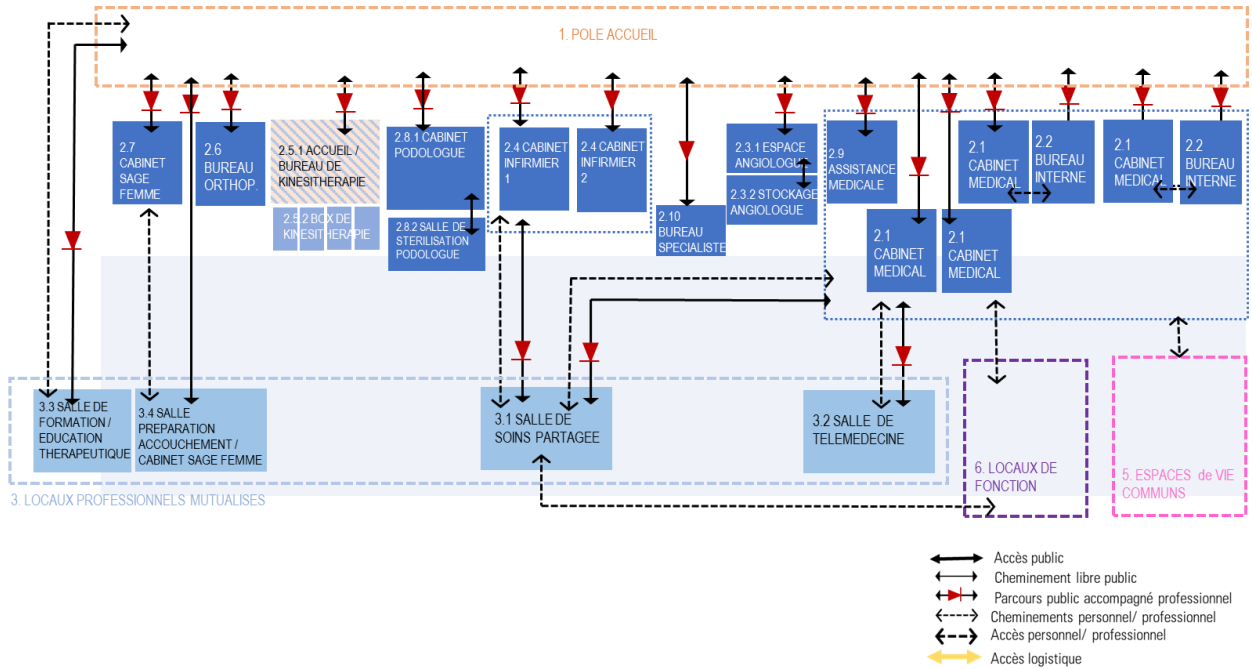 1. POLE ACCUEIL
2.7
CABINET
SAGE
FEMME
2.6
BUREAU
ORTHOP.
2.5.1 ACCUEIL /
BUREAU DE
KINESITHERAPIE
2.5.2 BOX DE
KINESITHERAPIE
2.8.1 CABINET
PODOLOGUE
2.8.2 SALLE DE
STERILISATION
PODOLOGUE
2.4 CABINET
INFIRMIER
1
2.4 CABINET
INFIRMIER
2
2.10
BUREAU
SPECIALISTE
2.3.1 ESPACE
ANGIOLOGUE
2.3.2 STOCKAGE
ANGIOLOGUE
2.9
ASSISTANCE
MEDICALE
2.1
CABINET
MEDICAL
2.2
BUREAU
INTERNE
2.1
CABINET
MEDICAL
2.2
BUREAU
INTERNE
2.1
CABINET
MEDICAL
2.1
CABINET
MEDICAL
3.3 SALLE DE
FORMATION /
EDUCATION
THERAPEUTIQUE
3.4 SALLE
PREPARATION
ACCOUCHEMENT /
CABINET SAGE FEMME
3.1 SALLE DE
SOINS PARTAGEE
3.2 SALLE DE
TELEMEDECINE
6. LOCAUX DE
FONCTION
5. ESPACES de VIE
COMMUNS
3. LOCAUX PROFESSIONNELS MUTUALISES
Accès public
Cheminement libre public
Parcours public accompagné professionnel
Cheminements personnel/ professionnel
Accès personnel/ professionnel
Accès logistique